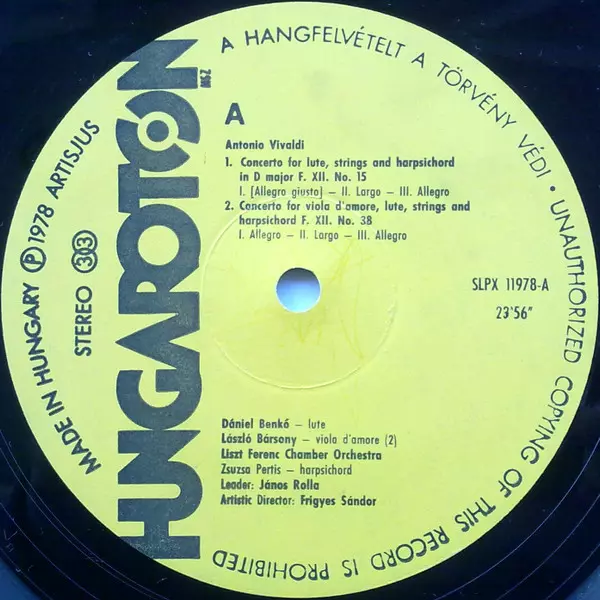 A HANGFELVÉTELT A TÖRVÉNY VÉDI • UNAUTHORIZED COPYING OF THIS RECORD IS PROHIBITED
MADE IN HUNGARY Ⓟ 1978 ARTISJUS
STEREO 33
HUNGAROTON
MSZ
A
Antonio Vivaldi
1. Concerto for lute, strings and harpsichord
in D major F. XII. No. 15
I. [Allegro giusto] – II. Largo – III. Allegro
2. Concerto for viola d'amore, lute, strings and
harpsichord F. XII. No. 38
I. Allegro – II. Largo – III. Allegro
SLPX 11978-A
23'56"
Dániel Benkő – lute
László Bársony – viola d'amore (2)
Liszt Ferenc Chamber Orchestra
Zsuzsa Pertis – harpsichord
Leader: János Rolla
Artistic Director: Frigyes Sándor